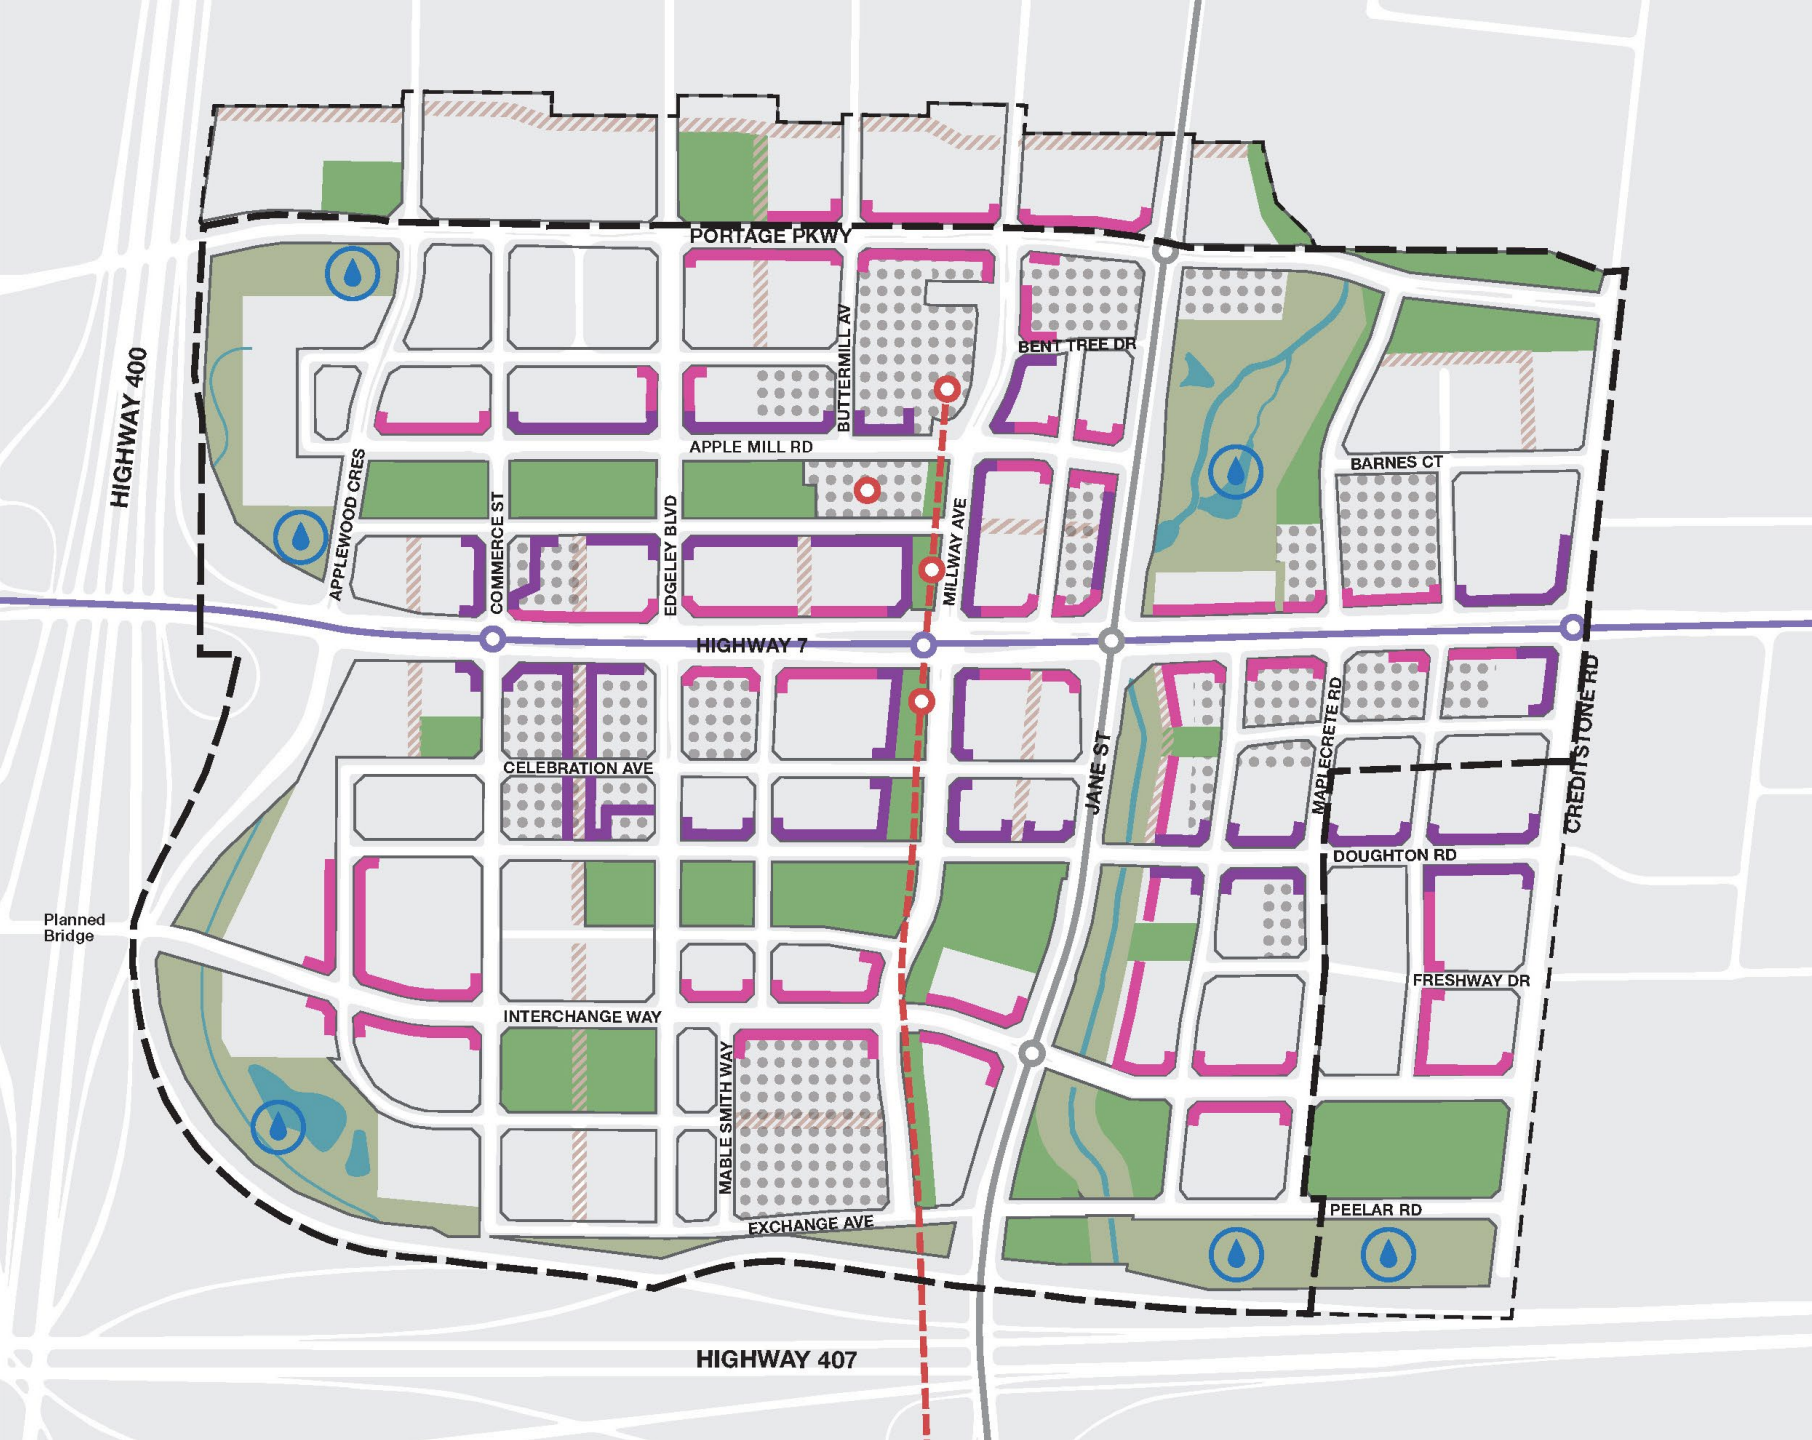 PORTAGE PKWY
BUTTERMILL AV
BENT TREE DR
HIGHWAY 400
APPLE MILL RD
BARNES CT
APPLEWOOD CRES
COMMERCE ST
EDGELEY BLVD
MILLWAY AVE
HIGHWAY 7
CELEBRATION AVE
JANE ST
MAPLECRETE RD
CREDITSTONE RD
DOUGHTON RD
Planned
Bridge
FRESHWAY DR
INTERCHANGE WAY
MABLE SMITH WAY
EXCHANGE AVE
PEELAR RD
HIGHWAY 407